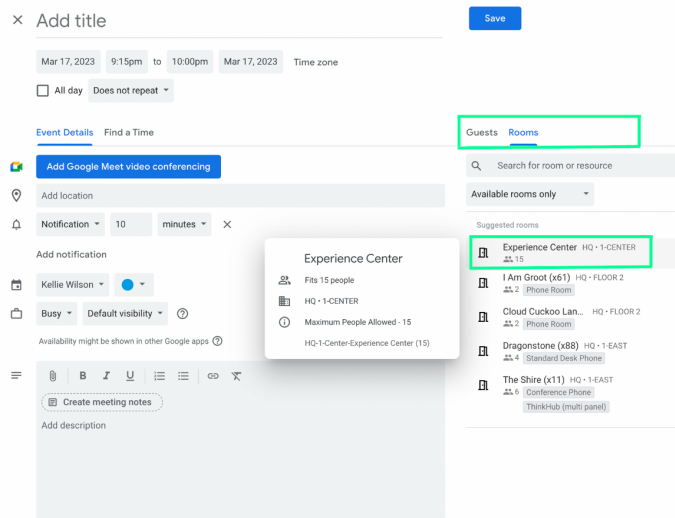 Add title
Save
Mar 17, 2023 9:15pm to 10:00pm Mar 17, 2023 Time zone
All day Does not repeat
Event Details Find a Time
Add Google Meet video conferencing
Add location
Notification 10 minutes
Add notification
Kellie Wilson
Busy Default visibility
Availability might be shown in other Google apps
B I U
Create meeting notes
Add description
Experience Center
Fits 15 people
HQ • 1-CENTER
Maximum People Allowed - 15
HQ-1-Center-Experience Center (15)
Guests Rooms
Search for room or resource
Available rooms only
Suggested rooms
Experience Center HQ • 1-CENTER
15
I Am Groot (x61) HQ • FLOOR 2
2 Phone Room
Cloud Cuckoo Lan... HQ • FLOOR 2
2 Phone Room
Dragonstone (x88) HQ • 1-EAST
4 Standard Desk Phone
The Shire (x11) HQ • 1-EAST
6 Conference Phone
ThinkHub (multi panel)